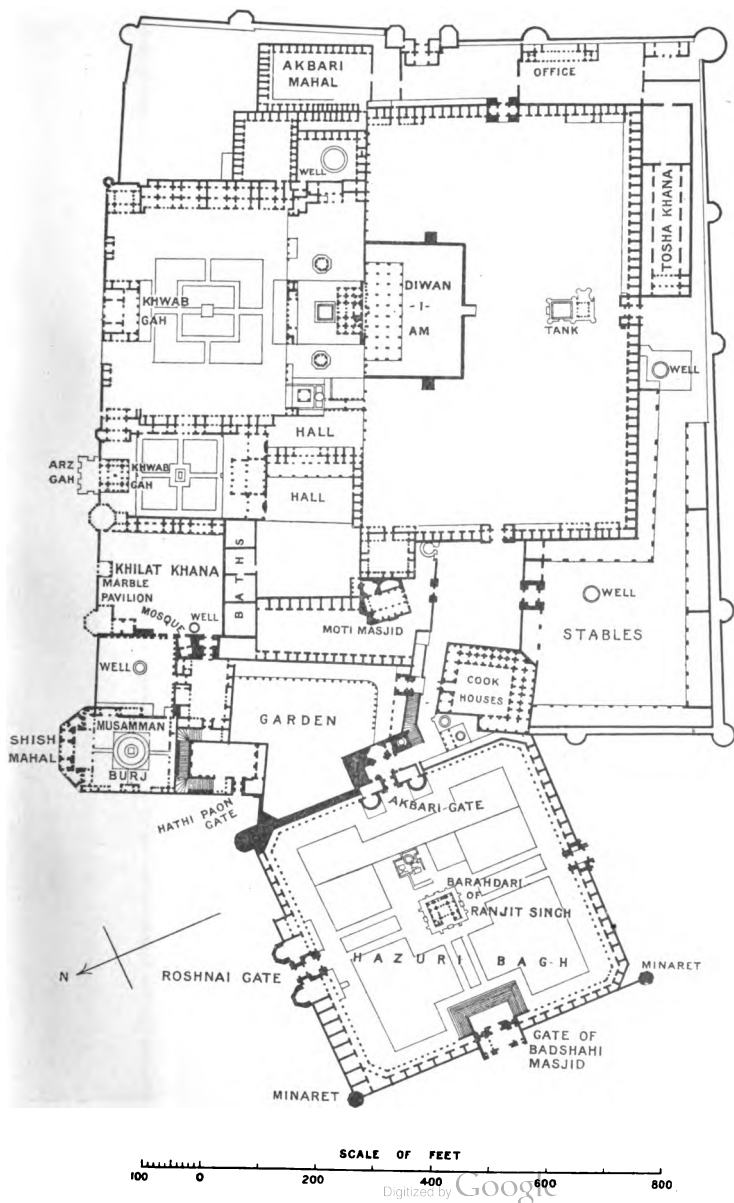 AKBARI
MAHAL
OFFICE
WELL
TOSHA KHANA
KHWAB
GAH
DIWAN
-I-
AM
TANK
WELL
HALL
ARZ
GAH
KHWAB
GAH
HALL
BATHS
KHILAT KHANA
MARBLE
PAVILION
MOSQUE
WELL
MOTI MASJID
WELL
STABLES
WELL
COOK
HOUSES
GARDEN
SHISH
MAHAL
MUSAMMAN
BURJ
HATHI PAON
GATE
AKBARI-GATE
BARAHDARI
OF
RANJIT SINGH
HAZURI BAGH
N
ROSHNAI GATE
MINARET
GATE OF
BADSHAHI
MASJID
MINARET
SCALE OF FEET
100 0 200 400 600 800
Digitized by Google